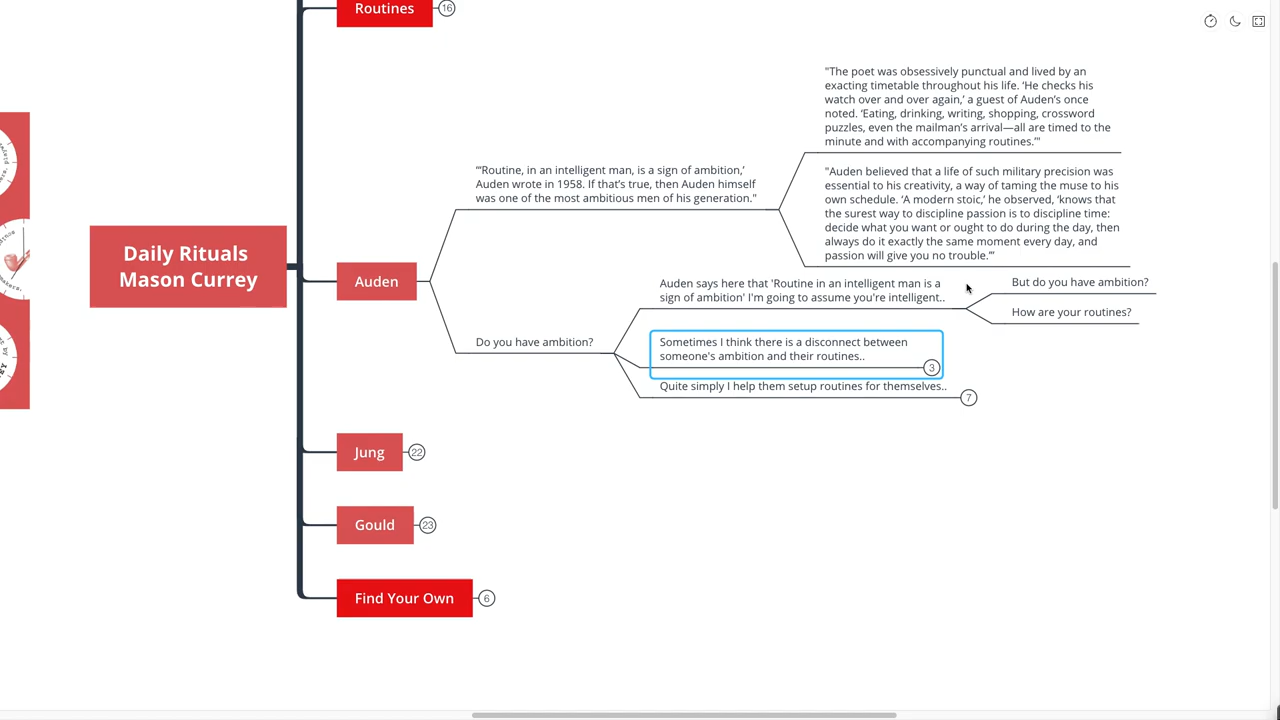 Routines
16
"The poet was obsessively punctual and lived by an
exacting timetable throughout his life. ‘He checks his
watch over and over again,’ a guest of Auden’s once
noted. ‘Eating, drinking, writing, shopping, crossword
puzzles, even the mailman’s arrival—all are timed to the
minute and with accompanying routines.’"
"‘Routine, in an intelligent man, is a sign of ambition,’
Auden wrote in 1958. If that’s true, then Auden himself
was one of the most ambitious men of his generation."
"Auden believed that a life of such military precision was
essential to his creativity, a way of taming the muse to his
own schedule. ‘A modern stoic,’ he observed, ‘knows that
the surest way to discipline passion is to discipline time:
decide what you want or ought to do during the day, then
always do it exactly the same moment every day, and
passion will give you no trouble.’"
Daily Rituals
Mason Currey
Auden
Auden says here that 'Routine in an intelligent man is a
sign of ambition' I'm going to assume you're intelligent..
But do you have ambition?
How are your routines?
Do you have ambition?
Sometimes I think there is a disconnect between
someone's ambition and their routines..
3
Quite simply I help them setup routines for themselves..
7
Jung
22
Gould
23
Find Your Own
6